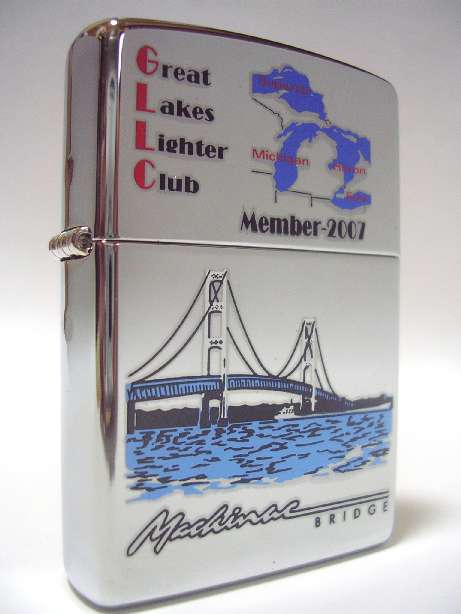 Great
Lakes
Lighter
Club
Superior
Michigan
Huron
Erie
Member-2007
Mackinac
BRIDGE